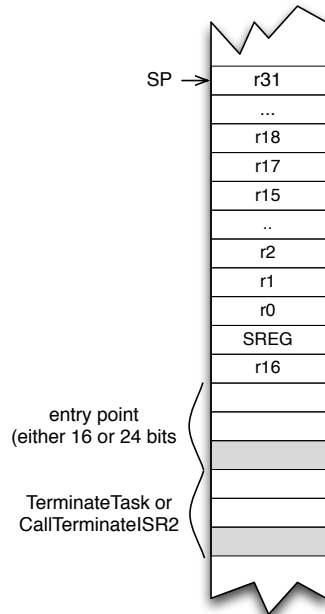 SP
r31
...
r18
r17
r15
..
r2
r1
r0
SREG
r16
entry point
(either 16 or 24 bits
TerminateTask or
CallTerminateISR2